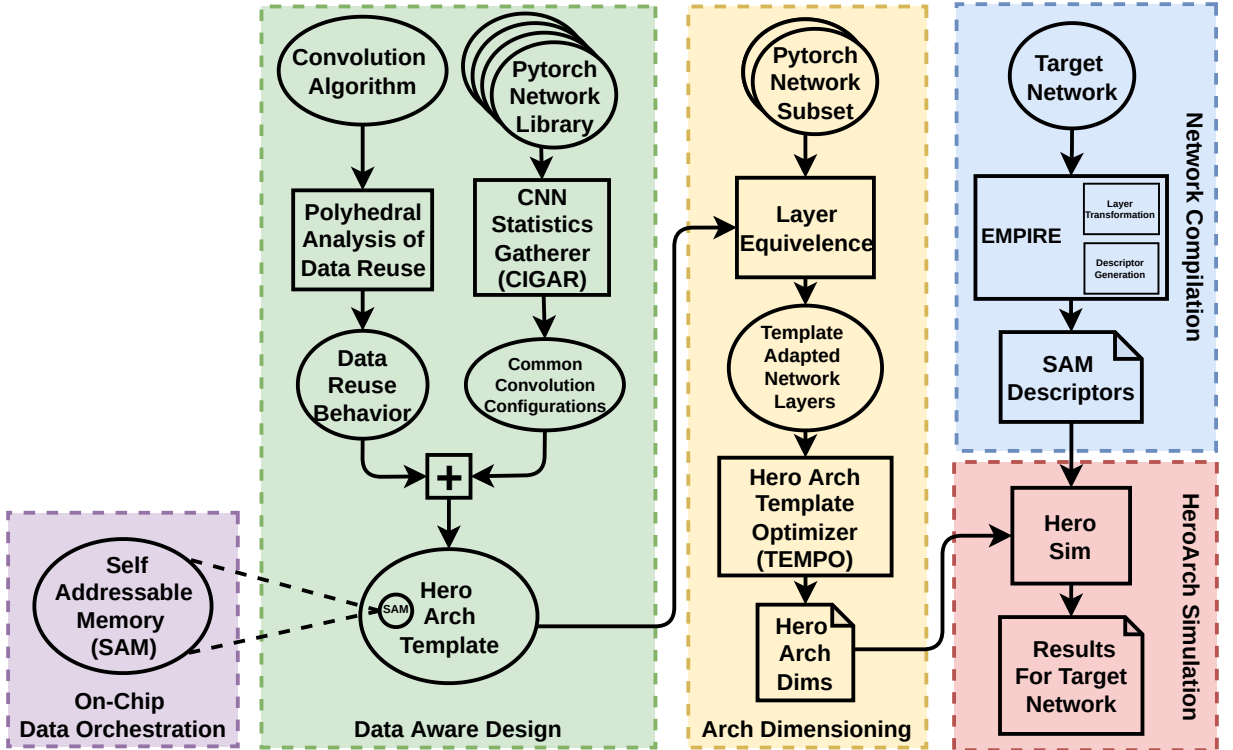 Convolution
Algorithm
Pytorch
Network
Library
Polyhedral
Analysis of
Data Reuse
CNN
Statistics
Gatherer
(CIGAR)
Data
Reuse
Behavior
Common
Convolution
Configurations
+
SAM
Hero
Arch
Template
Data Aware Design
Self
Addressable
Memory
(SAM)
On-Chip
Data Orchestration
Pytorch
Network
Subset
Layer
Equivelence
Template
Adapted
Network
Layers
Hero Arch
Template
Optimizer
(TEMPO)
Hero
Arch
Dims
Arch Dimensioning
Target
Network
EMPIRE
Layer
Transformation
Descriptor
Generation
SAM
Descriptors
Network Compilation
Hero
Sim
Results
For Target
Network
HeroArch Simulation